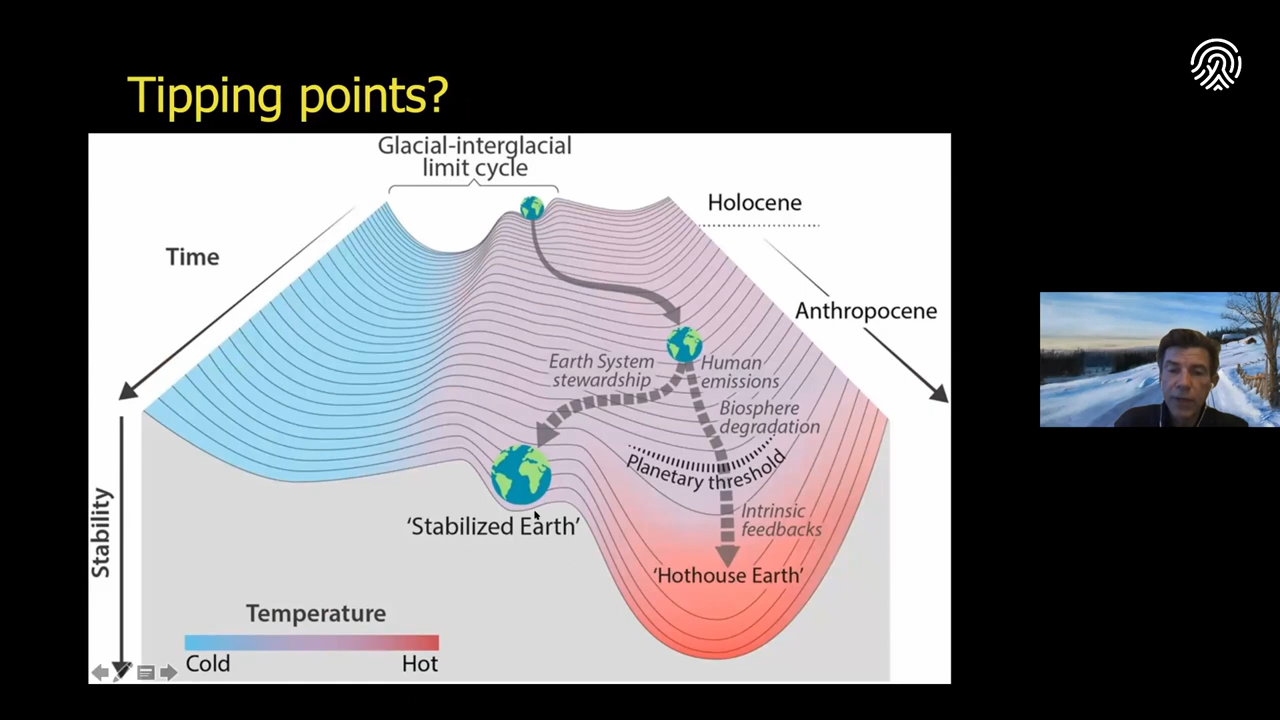 Tipping points?
Glacial-interglacial
limit cycle
Holocene
Time
Anthropocene
Earth System
stewardship
Human
emissions
Biosphere
degradation
Planetary threshold
Stability
'Stabilized Earth'
Intrinsic
feedbacks
'Hothouse Earth'
Temperature
Cold
Hot